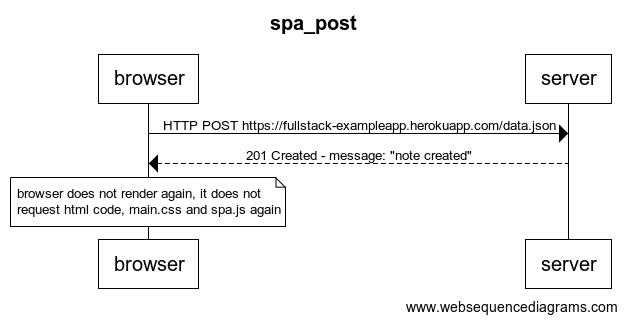 spa_post
browser
server
HTTP POST https://fullstack-exampleapp.herokuapp.com/data.json
201 Created - message: "note created"
browser does not render again, it does not
request html code, main.css and spa.js again
browser
server
www.websequencediagrams.com